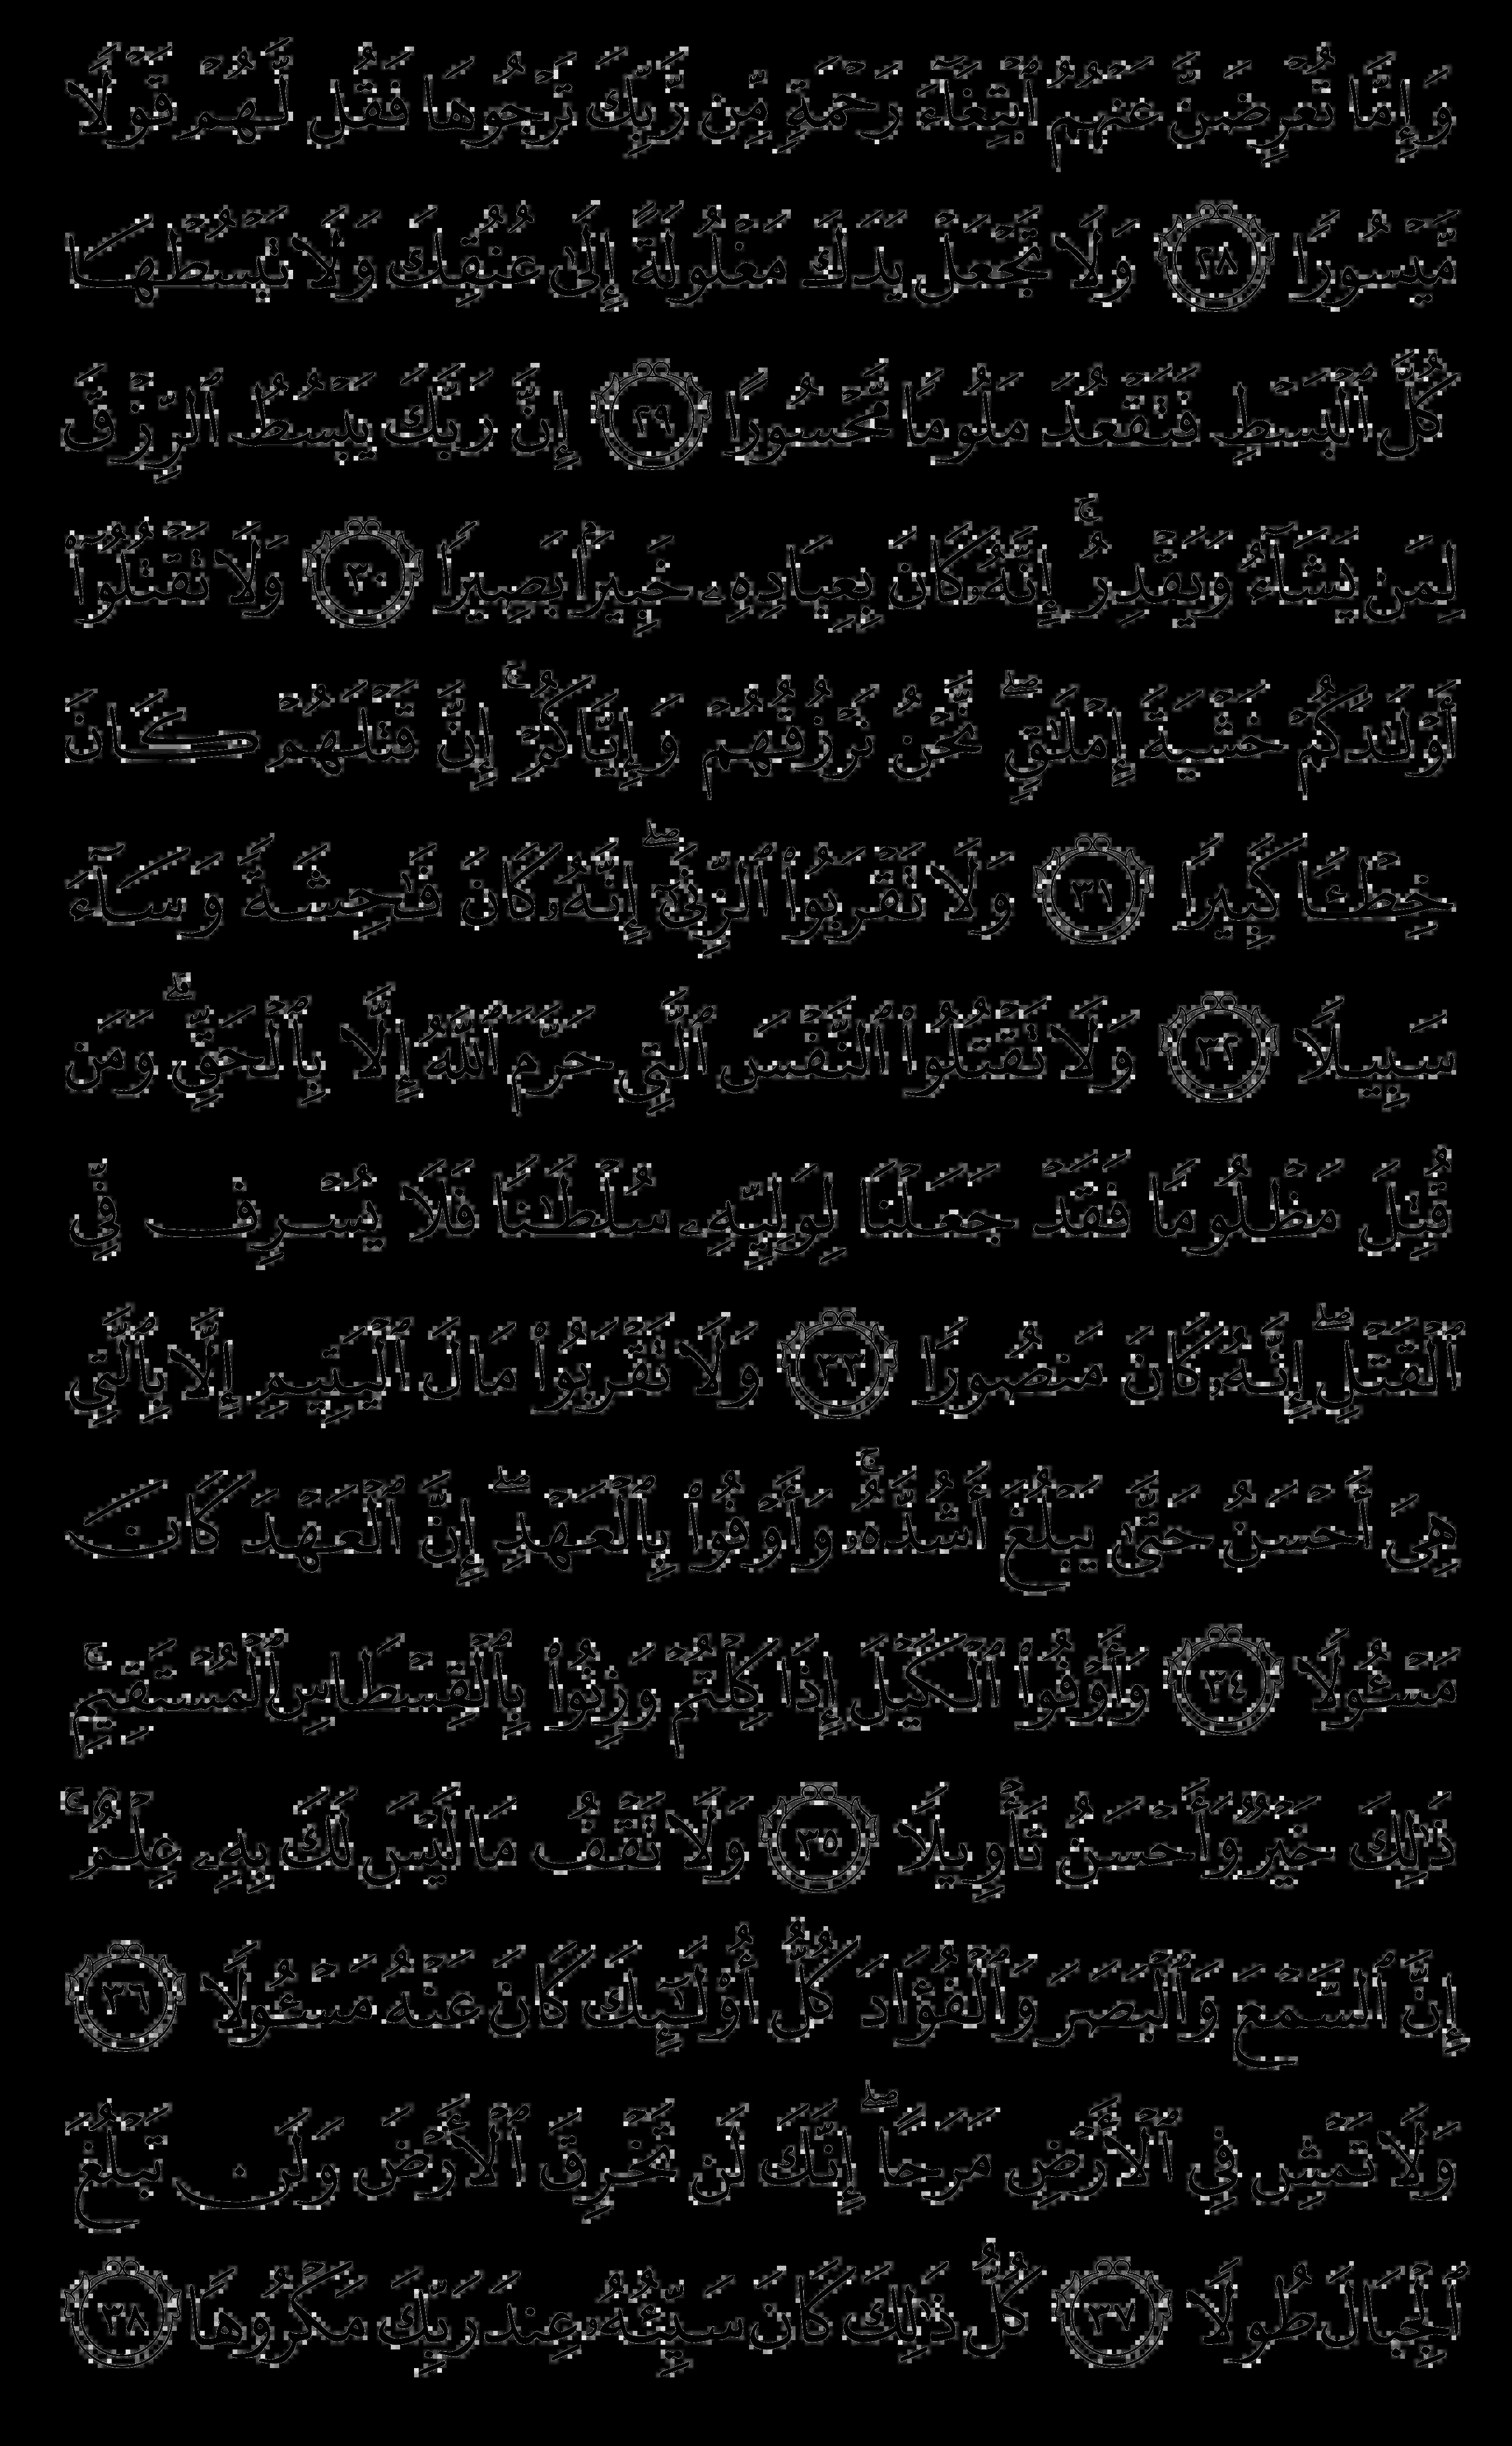 وَإِمَّا تُعْرِضَنَّ عَنْهُمُ ٱبْتِغَآءَ رَحْمَةٍ مِّن رَّبِّكَ تَرْجُوهَا فَقُل لَّهُمْ قَوْلًا
مَّيْسُورًا ٢٨ وَلَا تَجْعَلْ يَدَكَ مَغْلُولَةً إِلَىٰ عُنُقِكَ وَلَا تَبْسُطْهَا
كُلَّ ٱلْبَسْطِ فَتَقْعُدَ مَلُومًا مَّحْسُورًا ٢٩ إِنَّ رَبَّكَ يَبْسُطُ ٱلرِّزْقَ
لِمَن يَشَآءُ وَيَقْدِرُ ۚ إِنَّهُۥ كَانَ بِعِبَادِهِۦ خَبِيرًۢا بَصِيرًا ٣٠ وَلَا تَقْتُلُوٓا۟
أَوْلَٰدَكُمْ خَشْيَةَ إِمْلَٰقٍ ۖ نَّحْنُ نَرْزُقُهُمْ وَإِيَّاكُمْ ۚ إِنَّ قَتْلَهُمْ كَانَ
خِطْـًٔا كَبِيرًا ٣١ وَلَا تَقْرَبُوا۟ ٱلزِّنَىٰٓ ۖ إِنَّهُۥ كَانَ فَٰحِشَةً وَسَآءَ
سَبِيلًا ٣٢ وَلَا تَقْتُلُوا۟ ٱلنَّفْسَ ٱلَّتِى حَرَّمَ ٱللَّهُ إِلَّا بِٱلْحَقِّ ۗ وَمَن
قُتِلَ مَظْلُومًا فَقَدْ جَعَلْنَا لِوَلِيِّهِۦ سُلْطَٰنًا فَلَا يُسْرِف فِّى
ٱلْقَتْلِ ۖ إِنَّهُۥ كَانَ مَنصُورًا ٣٣ وَلَا تَقْرَبُوا۟ مَالَ ٱلْيَتِيمِ إِلَّا بِٱلَّتِى
هِىَ أَحْسَنُ حَتَّىٰ يَبْلُغَ أَشُدَّهُۥ ۚ وَأَوْفُوا۟ بِٱلْعَهْدِ ۖ إِنَّ ٱلْعَهْدَ كَانَ
مَسْـُٔولًا ٣٤ وَأَوْفُوا۟ ٱلْكَيْلَ إِذَا كِلْتُمْ وَزِنُوا۟ بِٱلْقِسْطَاسِ ٱلْمُسْتَقِيمِ ۚ
ذَٰلِكَ خَيْرٌ وَأَحْسَنُ تَأْوِيلًا ٣٥ وَلَا تَقْفُ مَا لَيْسَ لَكَ بِهِۦ عِلْمٌ ۚ
إِنَّ ٱلسَّمْعَ وَٱلْبَصَرَ وَٱلْفُؤَادَ كُلُّ أُو۟لَٰٓئِكَ كَانَ عَنْهُ مَسْـُٔولًا ٣٦
وَلَا تَمْشِ فِى ٱلْأَرْضِ مَرَحًا ۖ إِنَّكَ لَن تَخْرِقَ ٱلْأَرْضَ وَلَن تَبْلُغَ
ٱلْجِبَالَ طُولًا ٣٧ كُلُّ ذَٰلِكَ كَانَ سَيِّئُهُۥ عِندَ رَبِّكَ مَكْرُوهًا ٣٨